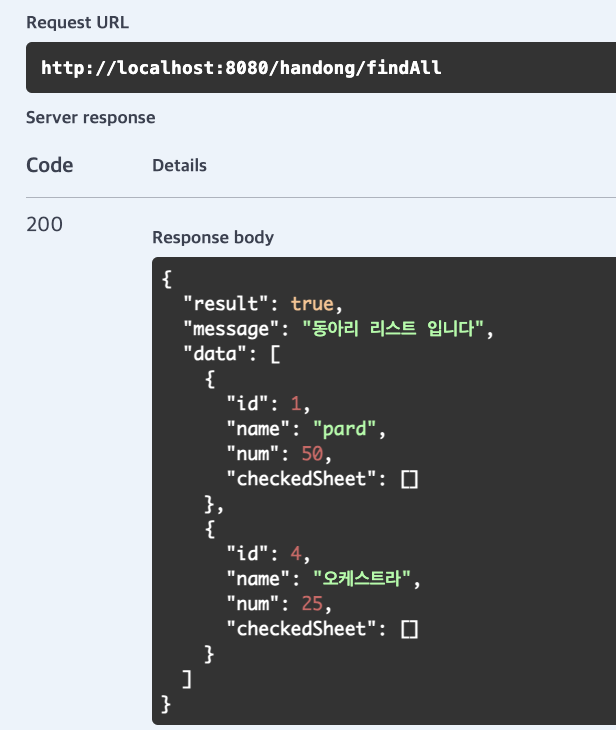 Request URL
http://localhost:8080/handong/findAll
Server response
Code Details
200
Response body
{
  "result": true,
  "message": "동아리 리스트 입니다",
  "data": [
    {
      "id": 1,
      "name": "pard",
      "num": 50,
      "checkedSheet": []
    },
    {
      "id": 4,
      "name": "오케스트라",
      "num": 25,
      "checkedSheet": []
    }
  ]
}